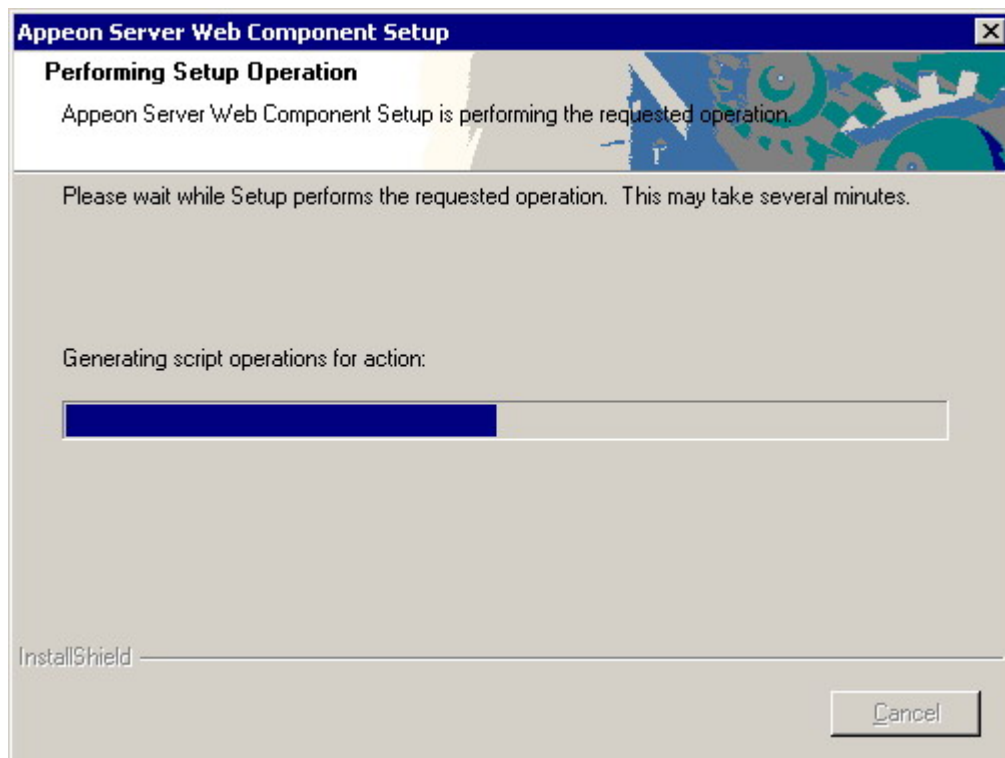 Appeon Server Web Component Setup
Performing Setup Operation
Appeon Server Web Component Setup is performing the requested operation.
Please wait while Setup performs the requested operation.  This may take several minutes.
Generating script operations for action:
InstallShield
Cancel